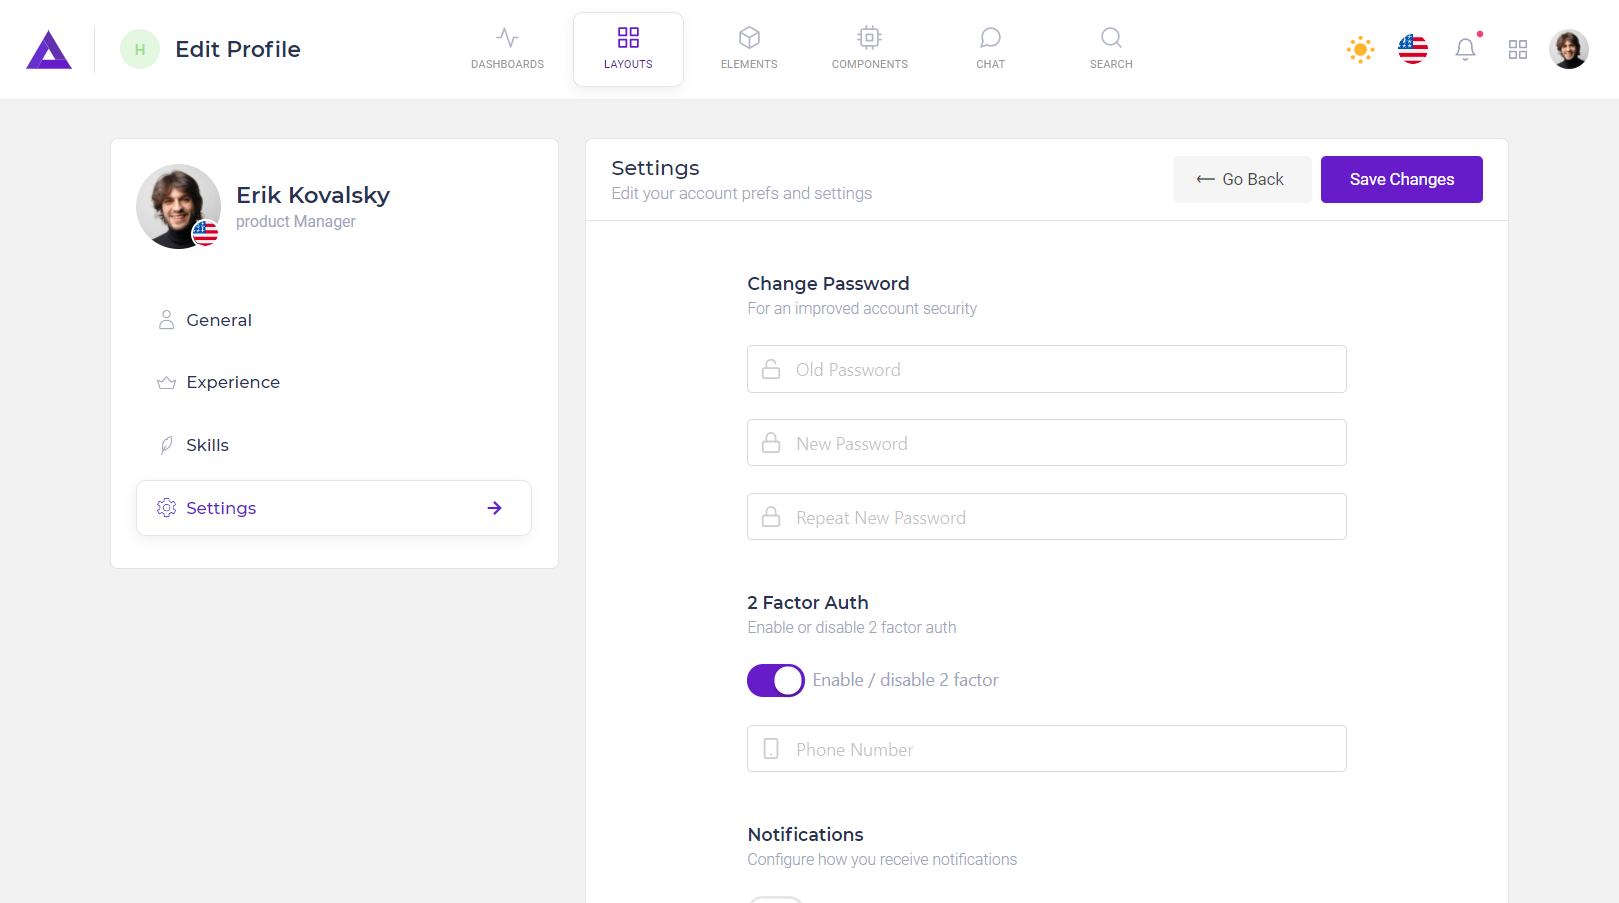 H
Edit Profile
DASHBOARDS
LAYOUTS
ELEMENTS
COMPONENTS
CHAT
SEARCH
Erik Kovalsky
product Manager
General
Experience
Skills
Settings
Settings
Edit your account prefs and settings
Go Back
Save Changes
Change Password
For an improved account security
Old Password
New Password
Repeat New Password
2 Factor Auth
Enable or disable 2 factor auth
Enable / disable 2 factor
Phone Number
Notifications
Configure how you receive notifications